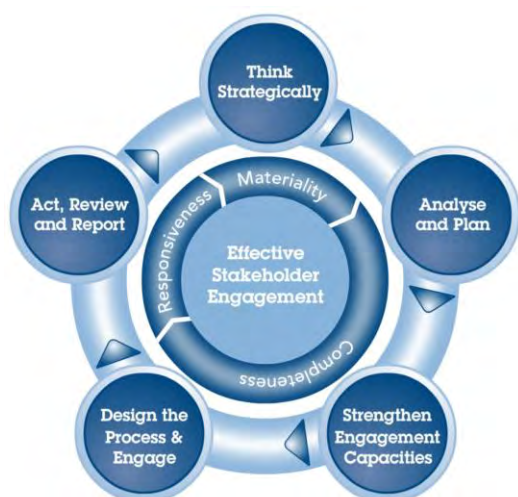 Think
Strategically
Analyse
and Plan
Strengthen
Engagement
Capacities
Design the
Process &
Engage
Act, Review
and Report
Materiality
Completeness
Responsiveness
Effective
Stakeholder
Engagement